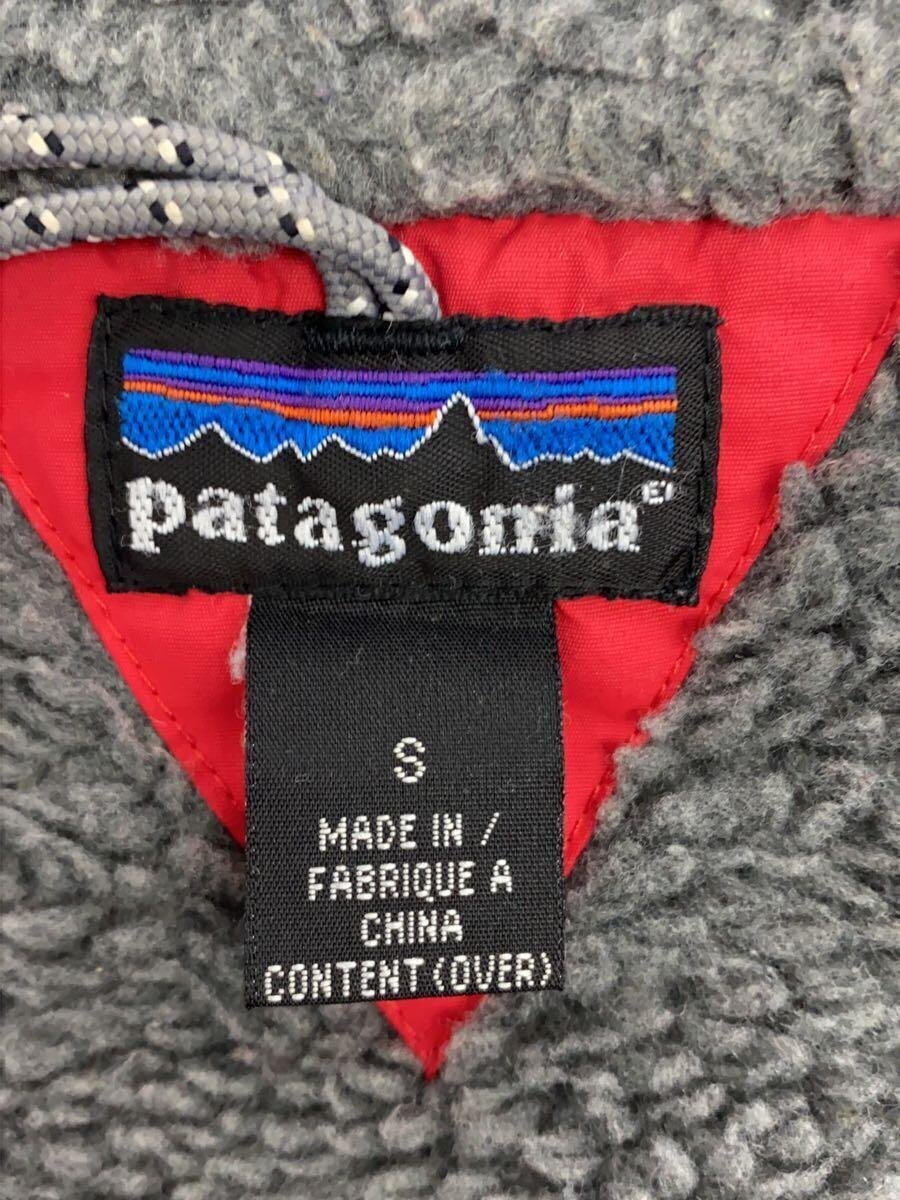 patagonia
S
MADE IN /
FABRIQUE A
CHINA
CONTENT (OVER)